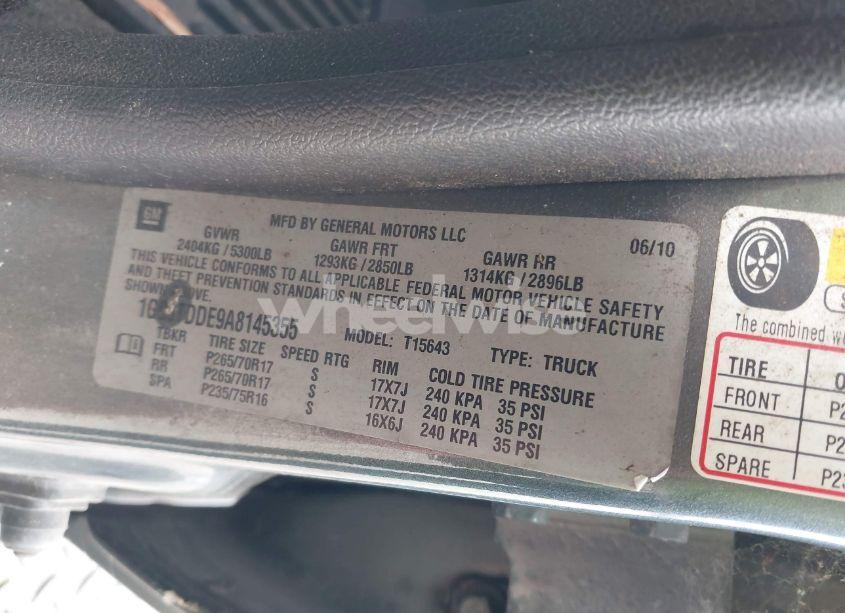 GM
MFD BY GENERAL MOTORS LLC 06/10
GVWR GAWR FRT GAWR RR
2404KG / 5300LB 1293KG / 2850LB 1314KG / 2896LB
THIS VEHICLE CONFORMS TO ALL APPLICABLE FEDERAL MOTOR VEHICLE SAFETY
AND THEFT PREVENTION STANDARDS IN EFFECT ON THE DATE OF MANUFACTURE
SHOWN ABOVE.
MODEL: T15643 TYPE: TRUCK
TBKR TIRE SIZE SPEED RTG RIM COLD TIRE PRESSURE
FRT P265/70R17 S 17X7J 240 KPA 35 PSI
RR P265/70R17 S 17X7J 240 KPA 35 PSI
SPA P235/75R16 S 16X6J 240 KPA 35 PSI
The combined
TIRE
FRONT
REAR
SPARE
wheelwise